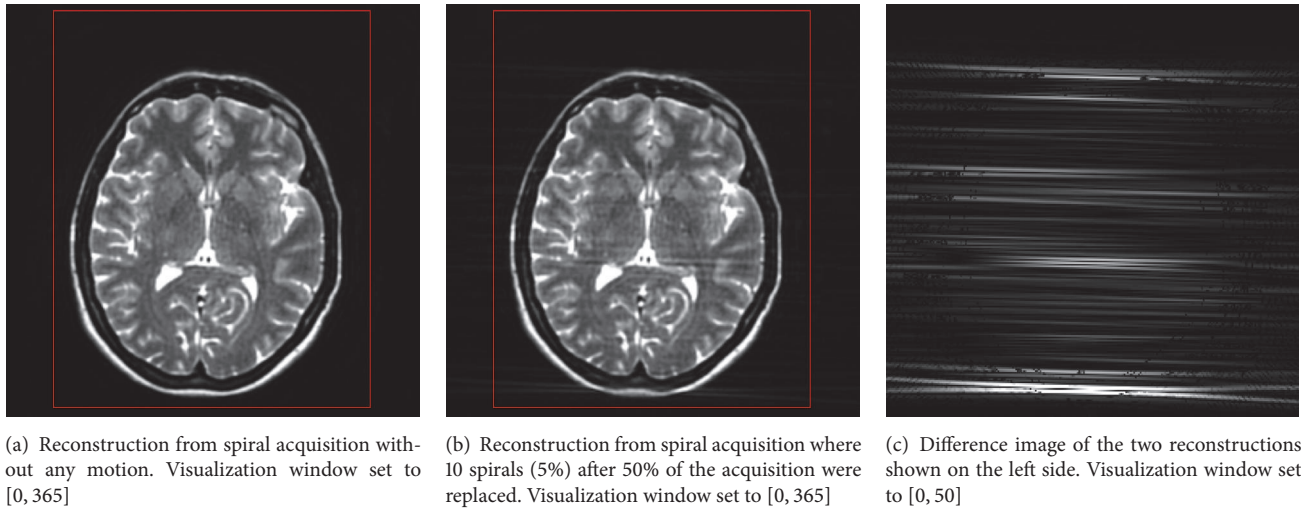 (a) Reconstruction from spiral acquisition with-
out any motion. Visualization window set to
[0, 365]
(b) Reconstruction from spiral acquisition where
10 spirals (5%) after 50% of the acquisition were
replaced. Visualization window set to [0, 365]
(c) Difference image of the two reconstructions
shown on the left side. Visualization window set
to [0, 50]